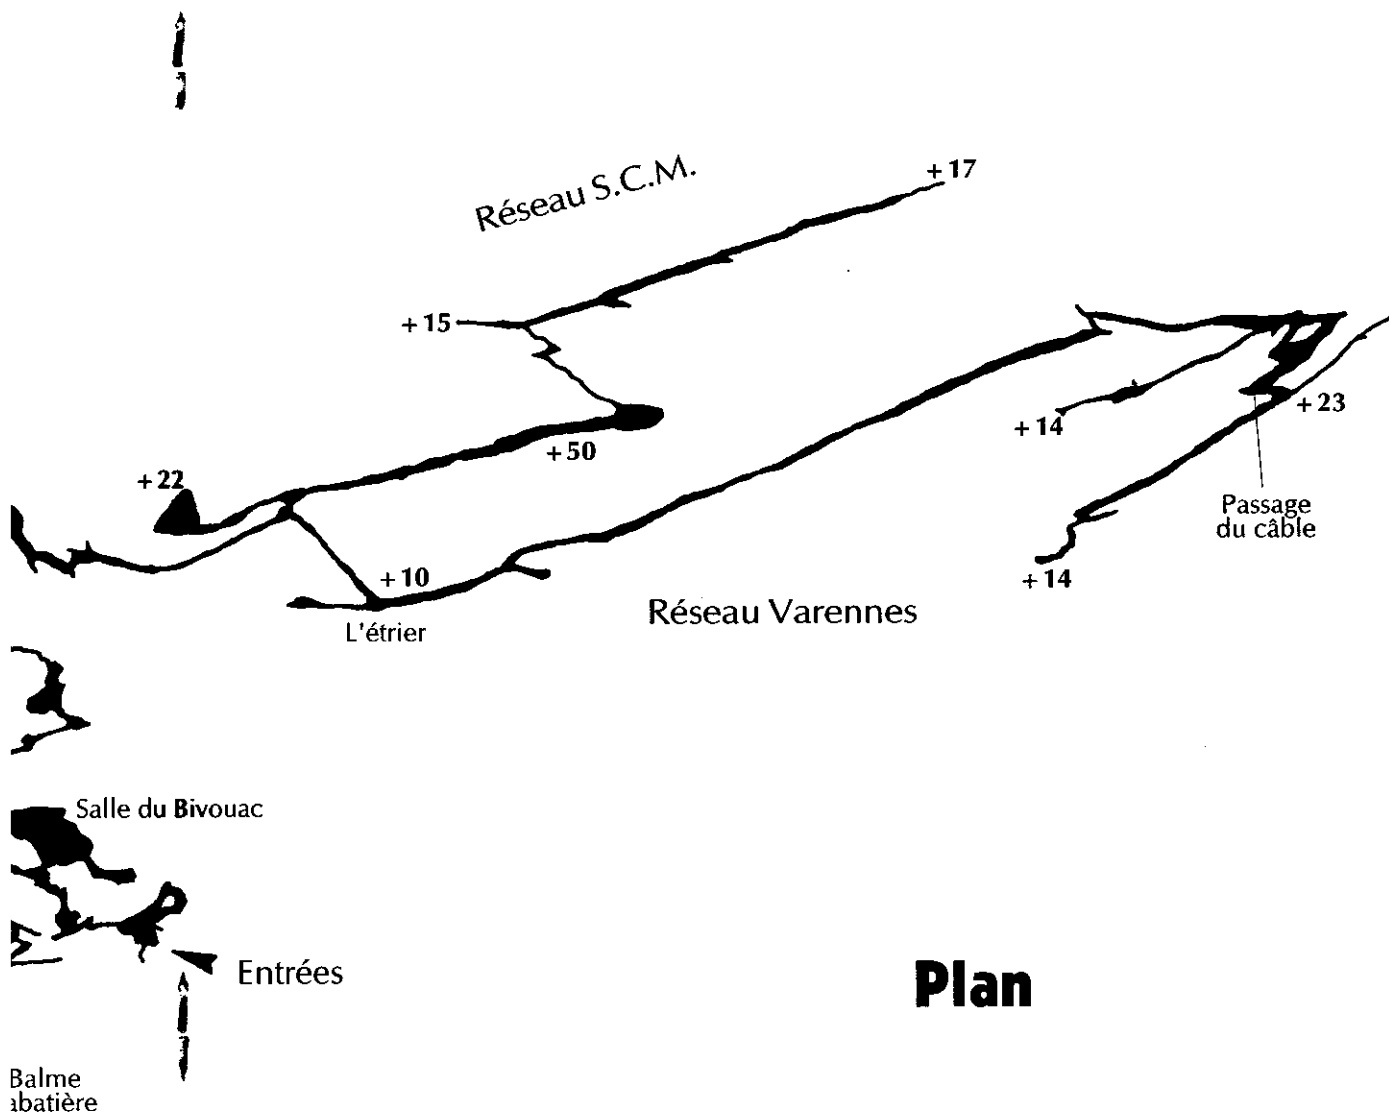 + 17
Réseau S.C.M.
+ 15
+ 14
+ 23
+ 50
+ 22
Passage
du câble
+ 10
+ 14
L'étrier
Réseau Varennes
Salle du Bivouac
Entrées
Plan
Balme
abatière